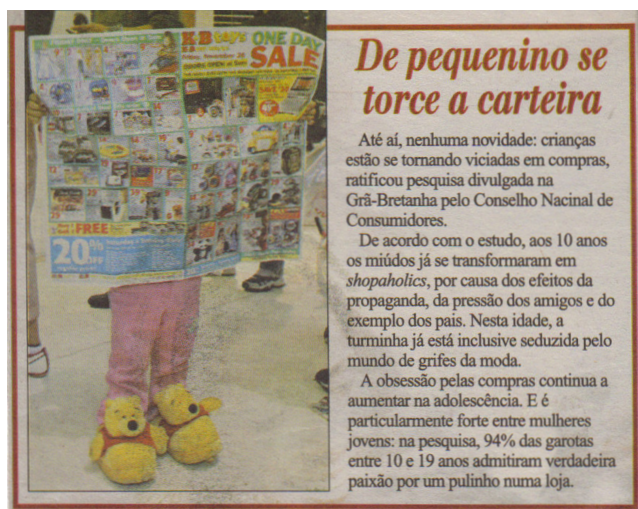 KB toys ONE DAY
SALE
Friday, November 26
FREE
20% OFF
De pequenino se
torce a carteira
Até aí, nenhuma novidade: crianças
estão se tornando viciadas em compras,
ratificou pesquisa divulgada na
Grã-Bretanha pelo Conselho Nacinal de
Consumidores.
De acordo com o estudo, aos 10 anos
os miúdos já se transformaram em
shopaholics, por causa dos efeitos da
propaganda, da pressão dos amigos e do
exemplo dos pais. Nesta idade, a
turminha já está inclusive seduzida pelo
mundo de grifes da moda.
A obsessão pelas compras continua a
aumentar na adolescência. E é
particularmente forte entre mulheres
jovens: na pesquisa, 94% das garotas
entre 10 e 19 anos admitiram verdadeira
paixão por um pulinho numa loja.